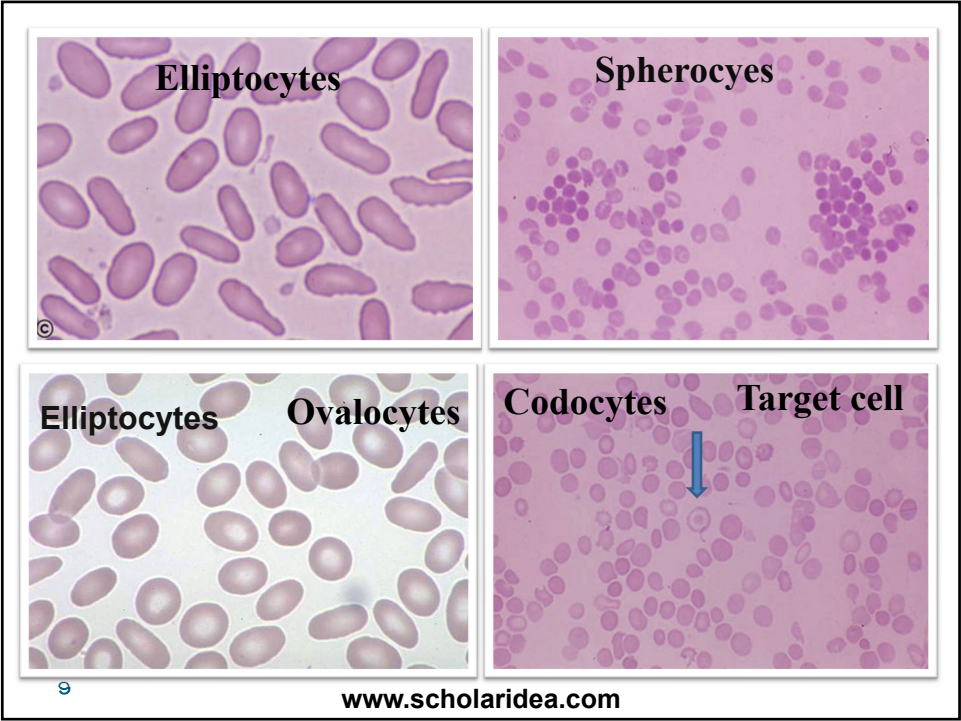 Elliptocytes
Spherocyes
©
Elliptocytes
Ovalocytes
Codocytes
Target cell
9
www.scholaridea.com